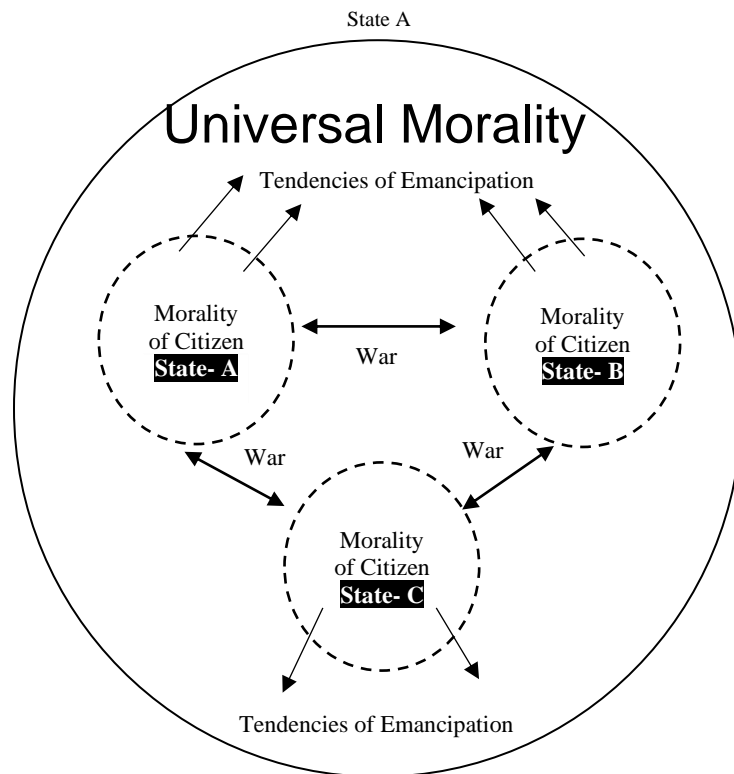 State A
Universal Morality
Tendencies of Emancipation
Morality
of Citizen
State- A
War
Morality
of Citizen
State- B
War
War
Morality
of Citizen
State- C
Tendencies of Emancipation